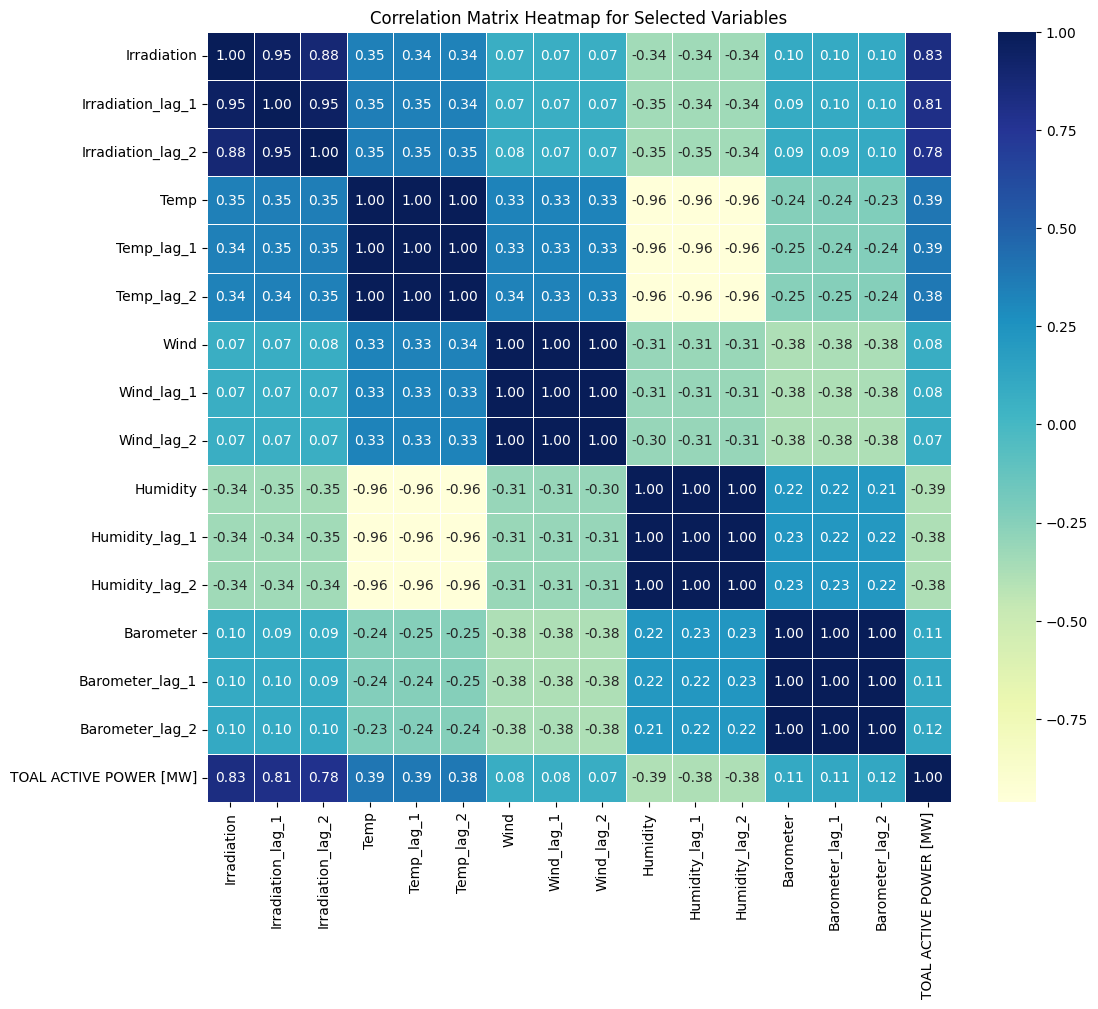 Correlation Matrix Heatmap for Selected Variables
Irradiation 1.00 0.95 0.88 0.35 0.34 0.34 0.07 0.07 0.07 -0.34 -0.34 -0.34 0.10 0.10 0.10 0.83
Irradiation_lag_1 0.95 1.00 0.95 0.35 0.35 0.34 0.07 0.07 0.07 -0.35 -0.34 -0.34 0.09 0.10 0.10 0.81
Irradiation_lag_2 0.88 0.95 1.00 0.35 0.35 0.35 0.08 0.07 0.07 -0.35 -0.35 -0.34 0.09 0.09 0.10 0.78
Temp 0.35 0.35 0.35 1.00 1.00 1.00 0.33 0.33 0.33 -0.96 -0.96 -0.96 -0.24 -0.24 -0.23 0.39
Temp_lag_1 0.34 0.35 0.35 1.00 1.00 1.00 0.33 0.33 0.33 -0.96 -0.96 -0.96 -0.25 -0.24 -0.24 0.39
Temp_lag_2 0.34 0.34 0.35 1.00 1.00 1.00 0.34 0.33 0.33 -0.96 -0.96 -0.96 -0.25 -0.25 -0.24 0.38
Wind 0.07 0.07 0.08 0.33 0.33 0.34 1.00 1.00 1.00 -0.31 -0.31 -0.31 -0.38 -0.38 -0.38 0.08
Wind_lag_1 0.07 0.07 0.07 0.33 0.33 0.33 1.00 1.00 1.00 -0.31 -0.31 -0.31 -0.38 -0.38 -0.38 0.08
Wind_lag_2 0.07 0.07 0.07 0.33 0.33 0.33 1.00 1.00 1.00 -0.30 -0.31 -0.31 -0.38 -0.38 -0.38 0.07
Humidity -0.34 -0.35 -0.35 -0.96 -0.96 -0.96 -0.31 -0.31 -0.30 1.00 1.00 1.00 0.22 0.22 0.21 -0.39
Humidity_lag_1 -0.34 -0.34 -0.35 -0.96 -0.96 -0.96 -0.31 -0.31 -0.31 1.00 1.00 1.00 0.23 0.22 0.22 -0.38
Humidity_lag_2 -0.34 -0.34 -0.34 -0.96 -0.96 -0.96 -0.31 -0.31 -0.31 1.00 1.00 1.00 0.23 0.23 0.22 -0.38
Barometer 0.10 0.09 0.09 -0.24 -0.25 -0.25 -0.38 -0.38 -0.38 0.22 0.23 0.23 1.00 1.00 1.00 0.11
Barometer_lag_1 0.10 0.10 0.09 -0.24 -0.24 -0.25 -0.38 -0.38 -0.38 0.22 0.22 0.23 1.00 1.00 1.00 0.11
Barometer_lag_2 0.10 0.10 0.10 -0.23 -0.24 -0.24 -0.38 -0.38 -0.38 0.21 0.22 0.22 1.00 1.00 1.00 0.12
TOAL ACTIVE POWER [MW] 0.83 0.81 0.78 0.39 0.39 0.38 0.08 0.08 0.07 -0.39 -0.38 -0.38 0.11 0.11 0.12 1.00
Irradiation
Irradiation_lag_1
Irradiation_lag_2
Temp
Temp_lag_1
Temp_lag_2
Wind
Wind_lag_1
Wind_lag_2
Humidity
Humidity_lag_1
Humidity_lag_2
Barometer
Barometer_lag_1
Barometer_lag_2
TOAL ACTIVE POWER [MW]
1.00
0.75
0.50
0.25
0.00
−0.25
−0.50
−0.75